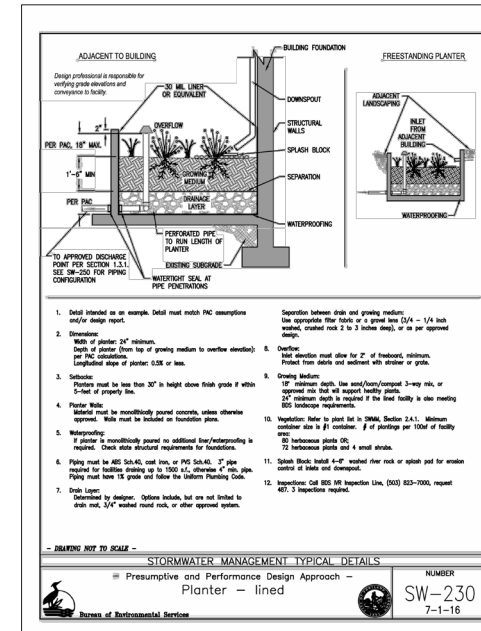 ADJACENT TO BUILDING
Design professional is responsible for
verifying grade elevations and
conveyance to facility.
30 MIL LINER
OR EQUIVALENT
OVERFLOW
2"
PER PAC, 18" MAX.
1'-6" MIN
PER PAC
GROWING
MEDIUM
DRAINAGE
LAYER
BUILDING FOUNDATION
DOWNSPOUT
STRUCTURAL
WALLS
SPLASH BLOCK
SEPARATION
WATERPROOFING
PERFORATED PIPE
TO RUN LENGTH OF
PLANTER
EXISTING SUBGRADE
TO APPROVED DISCHARGE
POINT PER SECTION 1.3.1.
SEE SW-250 FOR PIPING
CONFIGURATION
WATERTIGHT SEAL AT
PIPE PENETRATIONS
FREESTANDING PLANTER
ADJACENT
LANDSCAPING
INLET
FROM
ADJACENT
BUILDING
WATERPROOFING
1. Detail intended as an example. Detail must match PAC assumptions
and/or design report.
2. Dimensions:
Width of planter: 24" minimum.
Depth of planter (from top of growing medium to overflow elevation):
per PAC calculations.
Longitudinal slope of planter: 0.5% or less.
3. Setbacks:
Planters must be less than 30" in height above finish grade if within
5-feet of property line.
4. Planter Walls:
Material must be monolithically poured concrete, unless otherwise
approved. Walls must be included on foundation plans.
5. Waterproofing:
If planter is monolithically poured no additional liner/waterproofing is
required. Check stats structural requirements for foundations.
6. Piping must be ABS Sch.40, cast iron, or PVS Sch.40. 3" pipe
required for facilities draining up to 1500 s.f., otherwise 4" min. pipe.
Piping must have 1% grade and follow the Uniform Plumbing Code.
7. Drain Layer:
Determined by designer. Options include, but are not limited to
drain mat, 3/4" washed round rock, or other approved system.
Separation between drain and growing medium:
Use appropriate filter fabric or a gravel lens (3/4 - 1/4 inch
washed, crushed rock 2 to 3 inches deep), or as per approved
design.
8. Overflow:
Inlet elevation must allow for 2" of freeboard, minimum.
Protect from debris and sediment with strainer or grate.
9. Growing Medium:
18" minimum depth. Use sand/loam/compost 3-way mix, or
approved mix that will support healthy plants.
24" minimum depth is required if the lined facility is also meeting
BDS landscape requirements.
10. Vegetation: Refer to plant list in SWMM, Section 2.4.1. Minimum
container size is #1 container. # of plantings per 100sf of facility
area:
80 herbaceous plants OR;
72 herbaceous plants and 4 small shrubs.
11. Splash Block: Install 4-6" washed river rock or splash pad for erosion
control at inlets and downspout.
12. Inspections: Call BDS IVR Inspection Line, (503) 823-7000, request
487. 3 inspections required.
- DRAWING NOT TO SCALE -
STORMWATER MANAGEMENT TYPICAL DETAILS
Presumptive and Performance Design Approach -
Planter - lined
Bureau of Environmental Services
NUMBER
SW-230
7-1-16